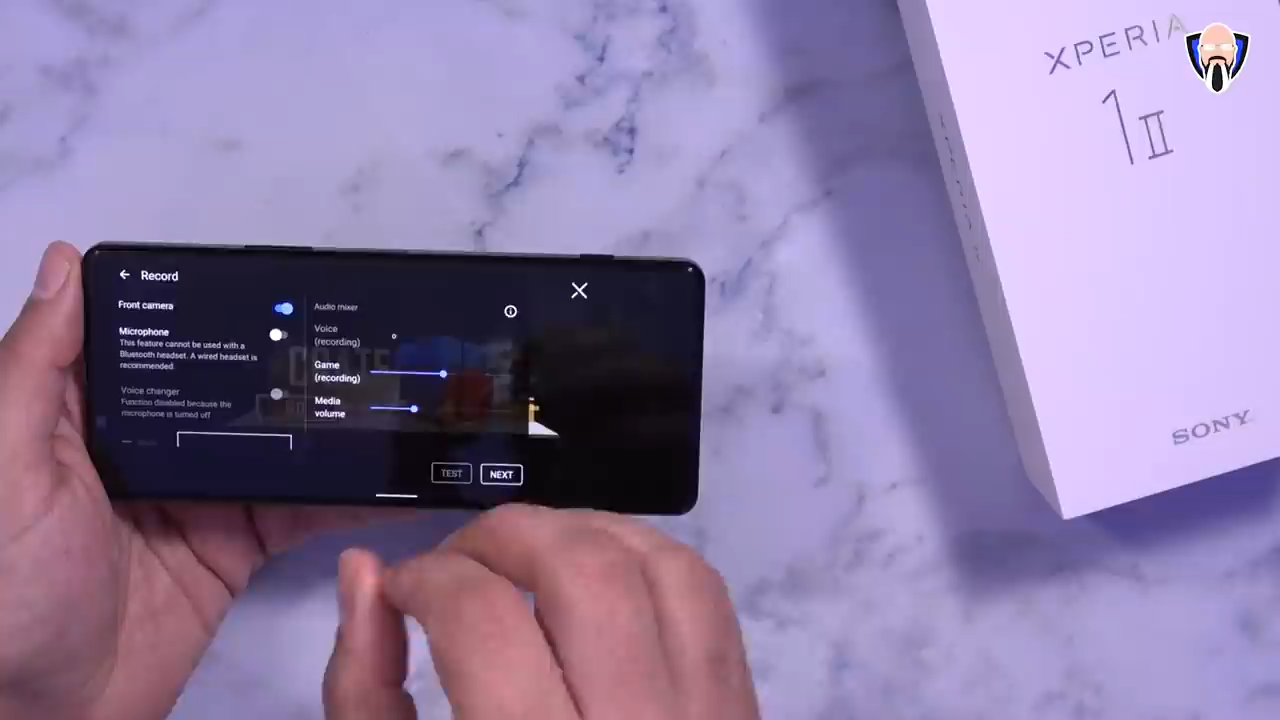 XPERIA
1 II
SONY
Record
Front camera
Microphone
This feature cannot be used with a
Bluetooth headset. A wired headset is
recommended.
Voice changer
Function disabled because the
microphone is turned off
Audio mixer
Voice
(recording)
Game
(recording)
Media
volume
TEST
NEXT